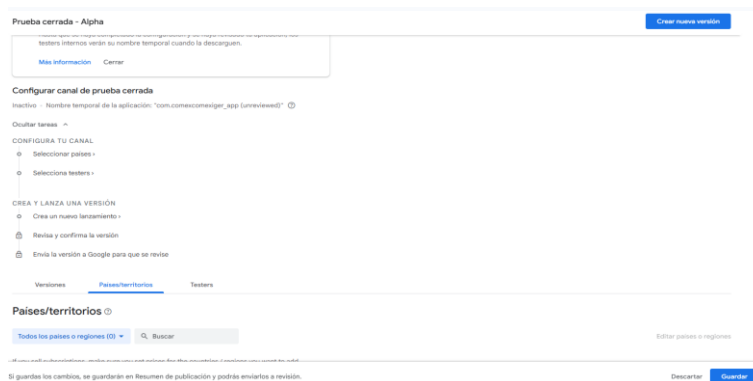 Prueba cerrada - Alpha
Crear nueva versión
testers internos verán su nombre temporal cuando la descarguen.
Más información Cerrar
Configurar canal de prueba cerrada
Inactivo · Nombre temporal de la aplicación: "com.comexcomexiger_app (unreviewed)"
Ocultar tareas
CONFIGURA TU CANAL
Seleccionar países ›
Selecciona testers ›
CREA Y LANZA UNA VERSIÓN
Crea un nuevo lanzamiento ›
Revisa y confirma la versión
Envía la versión a Google para que se revise
Versiones Países/territorios Testers
Países/territorios
Todos los países o regiones (0) Buscar Editar países o regiones
Si guardas los cambios, se guardarán en Resumen de publicación y podrás enviarlos a revisión.
Descartar Guardar